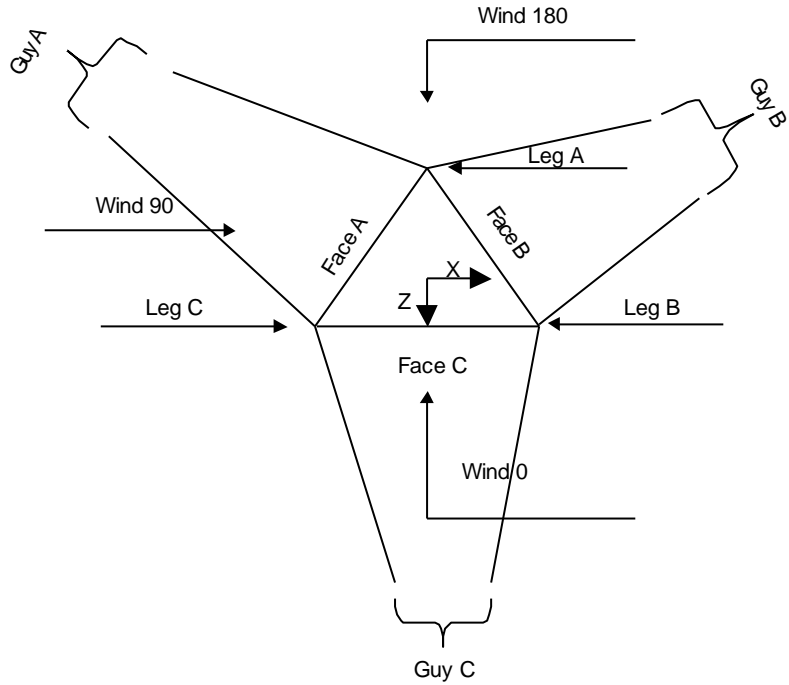 Wind 180
Guy A
Guy B
Leg A
Wind 90
Face A
Face B
X
Z
Leg C
Leg B
Face C
Wind 0
Guy C